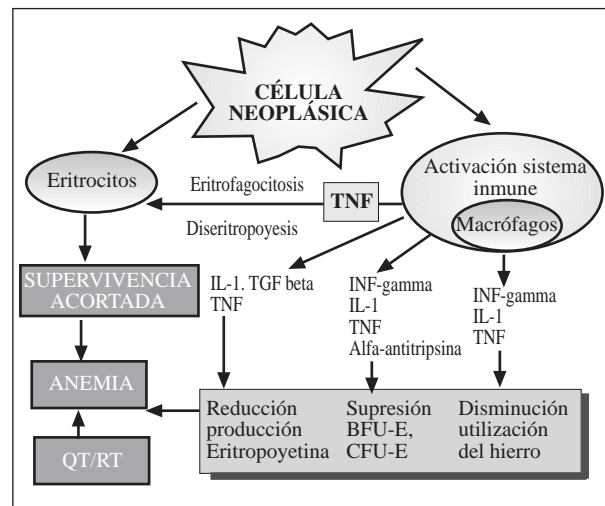 CÉLULA
NEOPLÁSICA
Eritrocitos
Eritrofagocitosis
Diseritropoyesis
TNF
Activación sistema
inmune
Macrófagos
SUPERVIVENCIA
ACORTADA
IL-1. TGF beta
TNF
INF-gamma
IL-1
TNF
Alfa-antitripsina
INF-gamma
IL-1
TNF
ANEMIA
Reducción
producción
Eritropoyetina
Supresión
BFU-E,
CFU-E
Disminución
utilización
del hierro
QT/RT